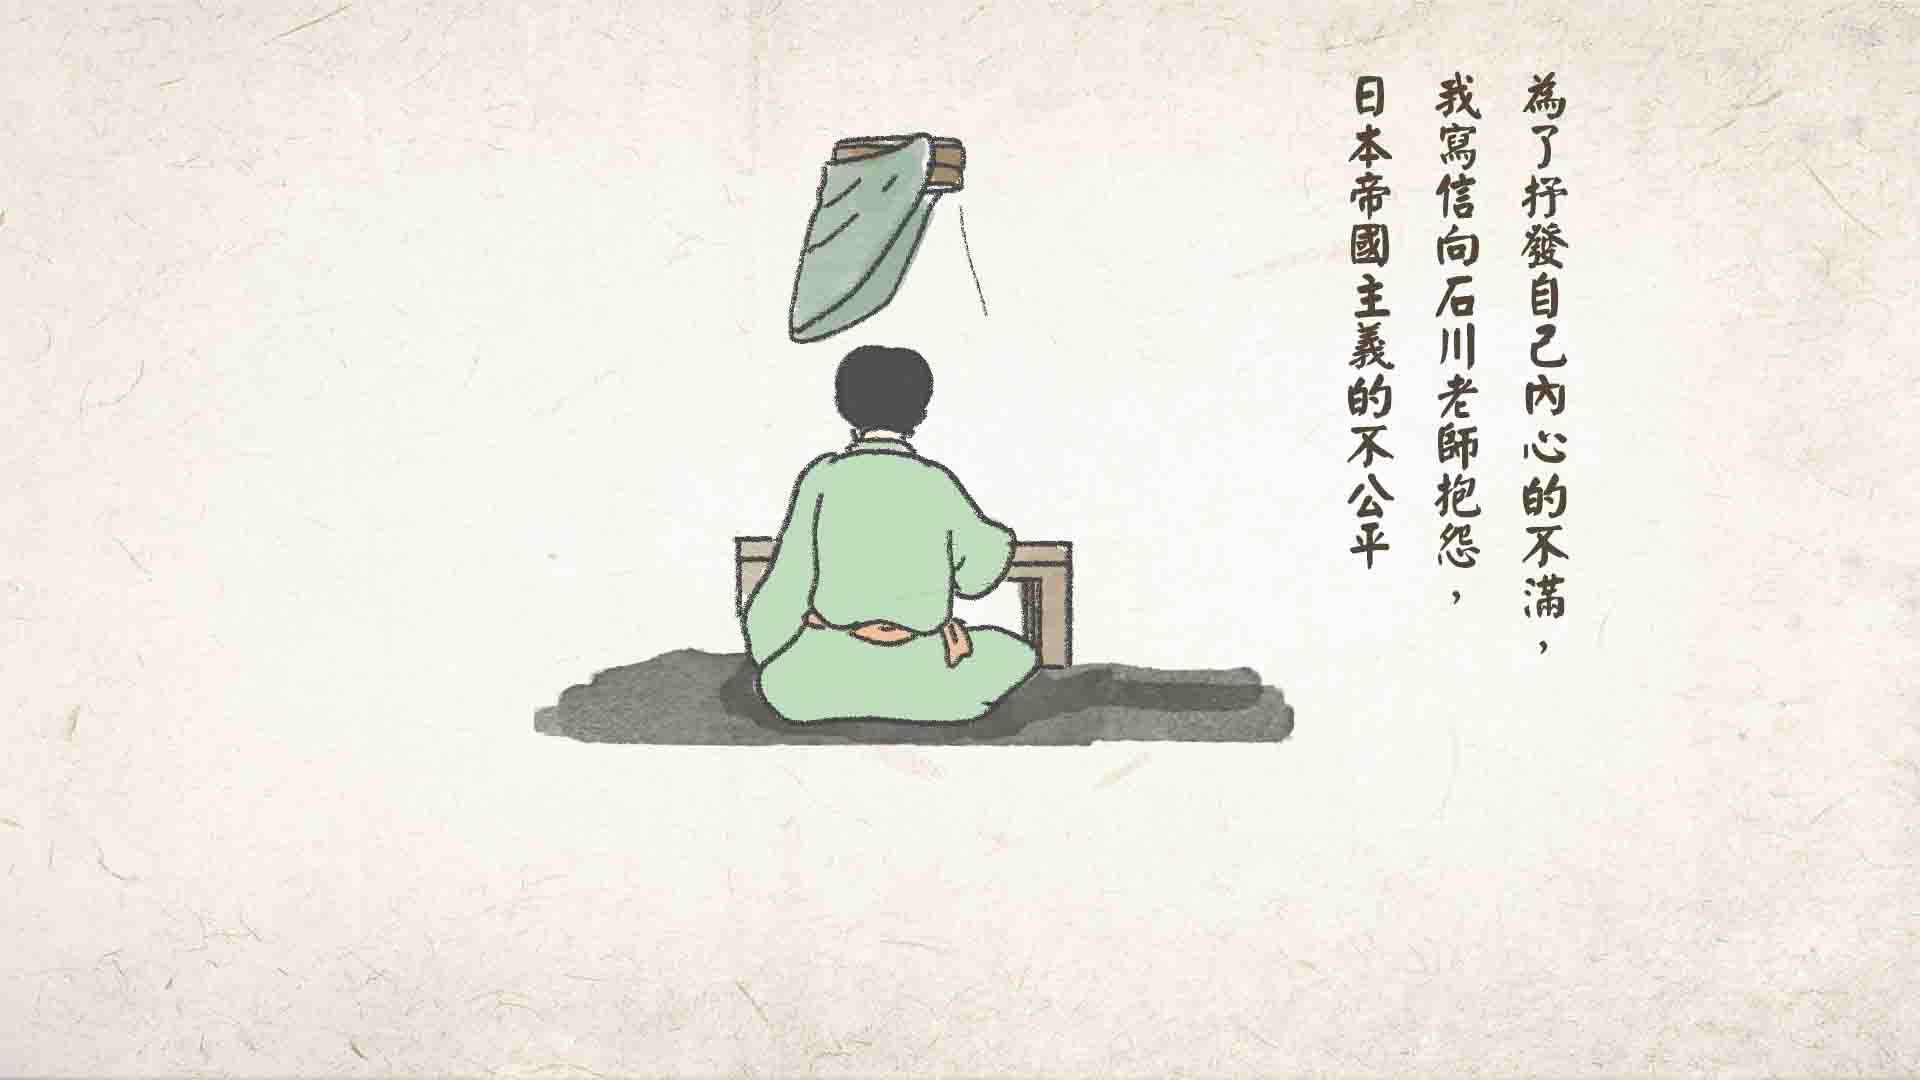 為了抒發自己內心的不滿，
我寫信向石川老師抱怨，
日本帝國主義的不公平